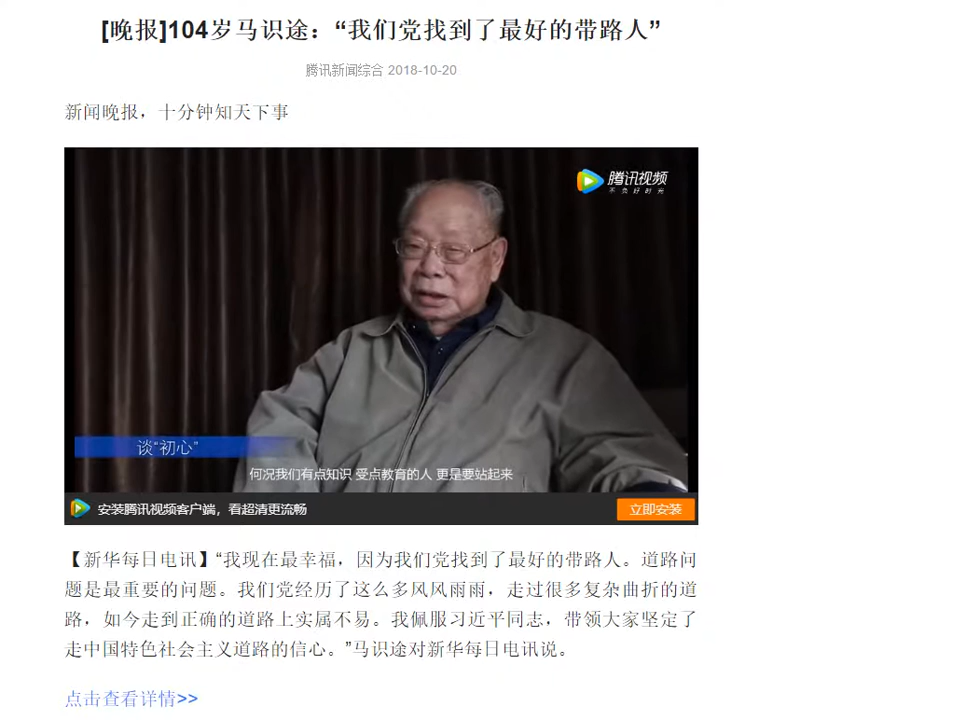 [晚报]104岁马识途：“我们党找到了最好的带路人”
腾讯新闻综合 2018-10-20
新闻晚报，十分钟知天下事
腾讯视频
不负好时光
谈“初心”
何况我们有点知识 受点教育的人 更是要站起来
安装腾讯视频客户端，看超清更流畅
立即安装
【新华每日电讯】“我现在最幸福，因为我们党找到了最好的带路人。道路问
题是最重要的问题。我们党经历了这么多风风雨雨，走过很多复杂曲折的道
路，如今走到正确的道路上实属不易。我佩服习近平同志，带领大家坚定了
走中国特色社会主义道路的信心。”马识途对新华每日电讯说。
点击查看详情>>